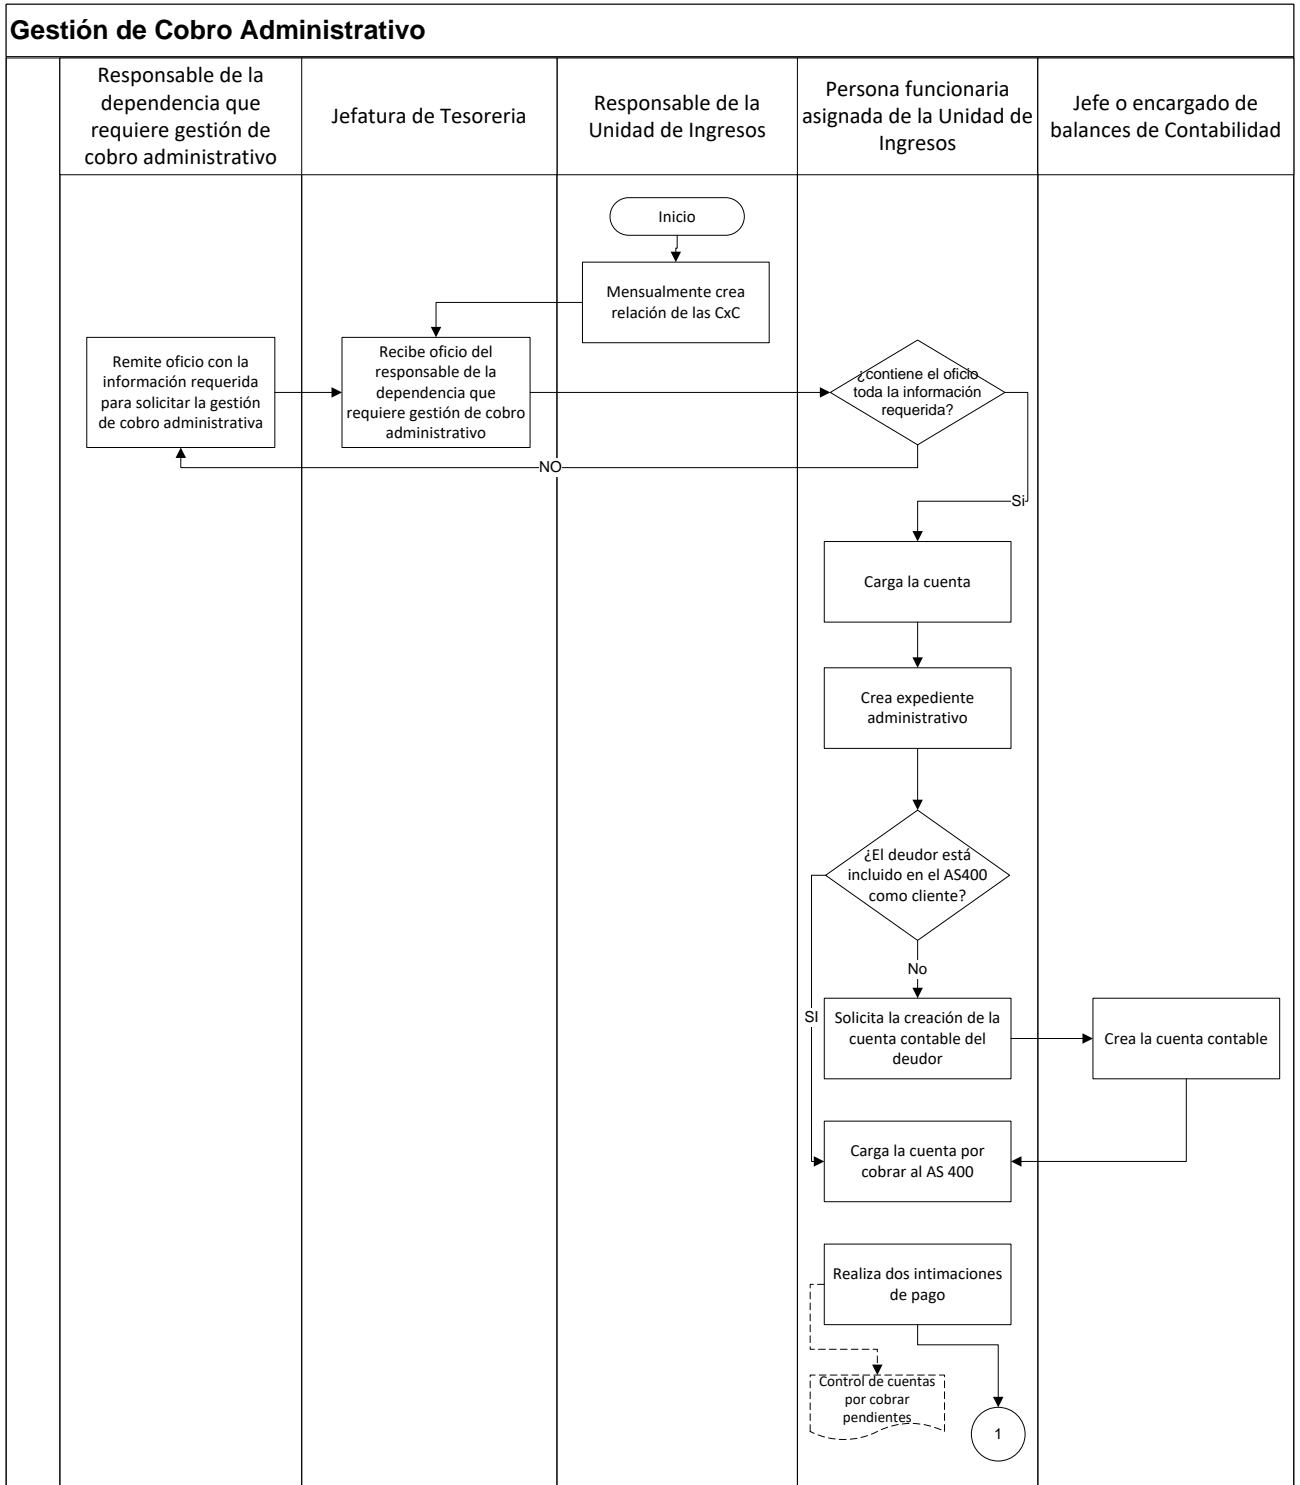 Gestión de Cobro Administrativo
Responsable de la
dependencia que
requiere gestión de
cobro administrativo
Jefatura de Tesoreria
Responsable de la
Unidad de Ingresos
Persona funcionaria
asignada de la Unidad de
Ingresos
Jefe o encargado de
balances de Contabilidad
Inicio
Mensualmente crea
relación de las CxC
Remite oficio con la
información requerida
para solicitar la gestión
de cobro administrativa
Recibe oficio del
responsable de la
dependencia que
requiere gestión de cobro
administrativo
¿contiene el oficio
toda la información
requerida?
NO
Si
Carga la cuenta
Crea expediente
administrativo
¿El deudor está
incluido en el AS400
como cliente?
No
SI
Solicita la creación de la
cuenta contable del
deudor
Crea la cuenta contable
Carga la cuenta por
cobrar al AS 400
Realiza dos intimaciones
de pago
Control de cuentas
por cobrar
pendientes
1